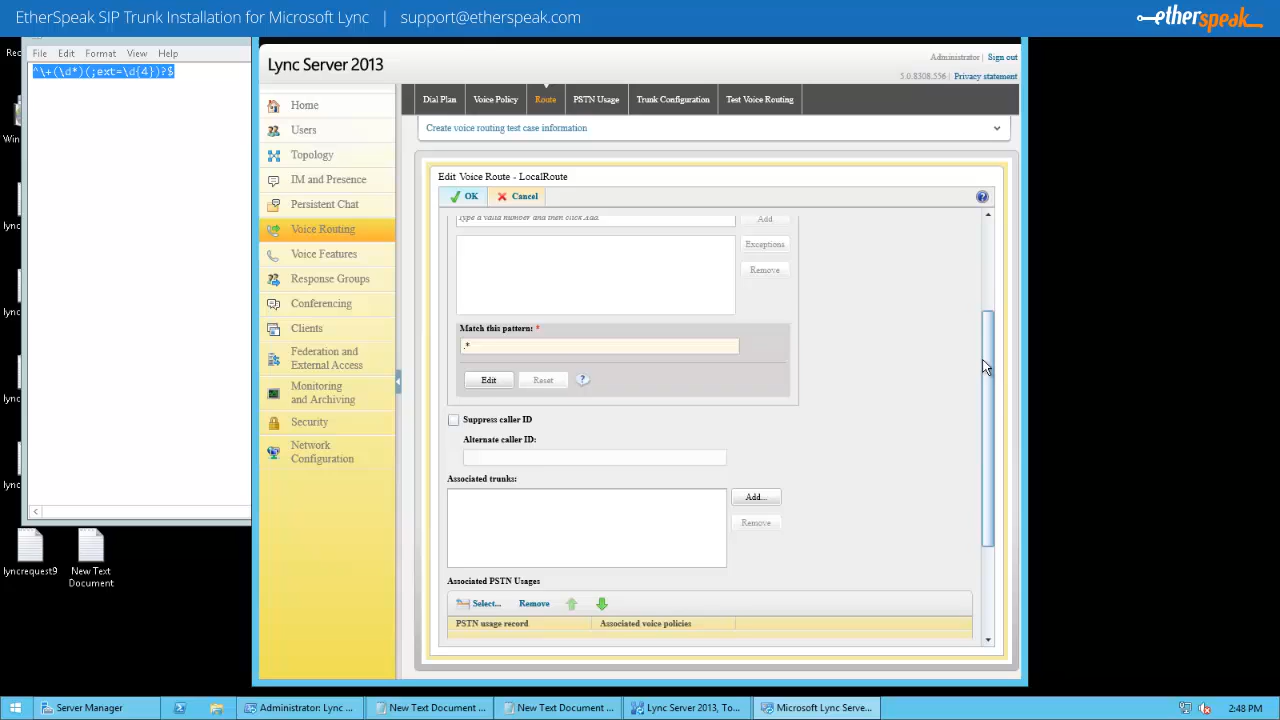 EtherSpeak SIP Trunk Installation for Microsoft Lync | support@etherspeak.com
etherspeak
File Edit Format View Help
^\+(\d*)(;ext=\d{4})?$
Lync Server 2013
Administrator | Sign out
5.0.8308.556 | Privacy statement
Home
Users
Topology
IM and Presence
Persistent Chat
Voice Routing
Voice Features
Response Groups
Conferencing
Clients
Federation and
External Access
Monitoring
and Archiving
Security
Network
Configuration
Dial Plan Voice Policy Route PSTN Usage Trunk Configuration Test Voice Routing
Create voice routing test case information
Edit Voice Route - LocalRoute
OK Cancel
Type a valid number and then click Add.
Add
Exceptions
Remove
Match this pattern: *
.*
Edit Reset
Suppress caller ID
Alternate caller ID:
Associated trunks:
Add...
Remove
Associated PSTN Usages
Select... Remove
PSTN usage record Associated voice policies
Rec
Win
lync
lync
lync
lync
lyncrequest9
New Text
Document
Server Manager
Administrator: Lync ...
New Text Document ...
New Text Document ...
Lync Server 2013, To...
Microsoft Lync Serve...
2:48 PM